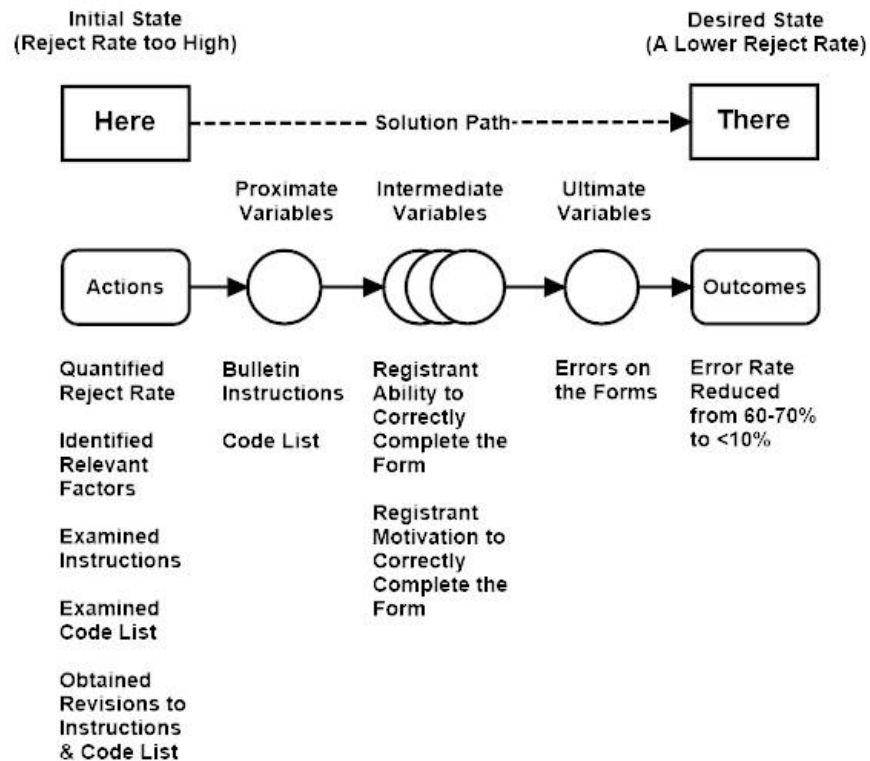 Initial State
(Reject Rate too High)
Desired State
(A Lower Reject Rate)
Here
Solution Path
There
Proximate
Variables
Intermediate
Variables
Ultimate
Variables
Actions
Outcomes
Quantified
Reject Rate
Identified
Relevant
Factors
Examined
Instructions
Examined
Code List
Obtained
Revisions to
Instructions
& Code List
Bulletin
Instructions
Code List
Registrant
Ability to
Correctly
Complete the
Form
Registrant
Motivation to
Correctly
Complete the
Form
Errors on
the Forms
Error Rate
Reduced
from 60-70%
to <10%